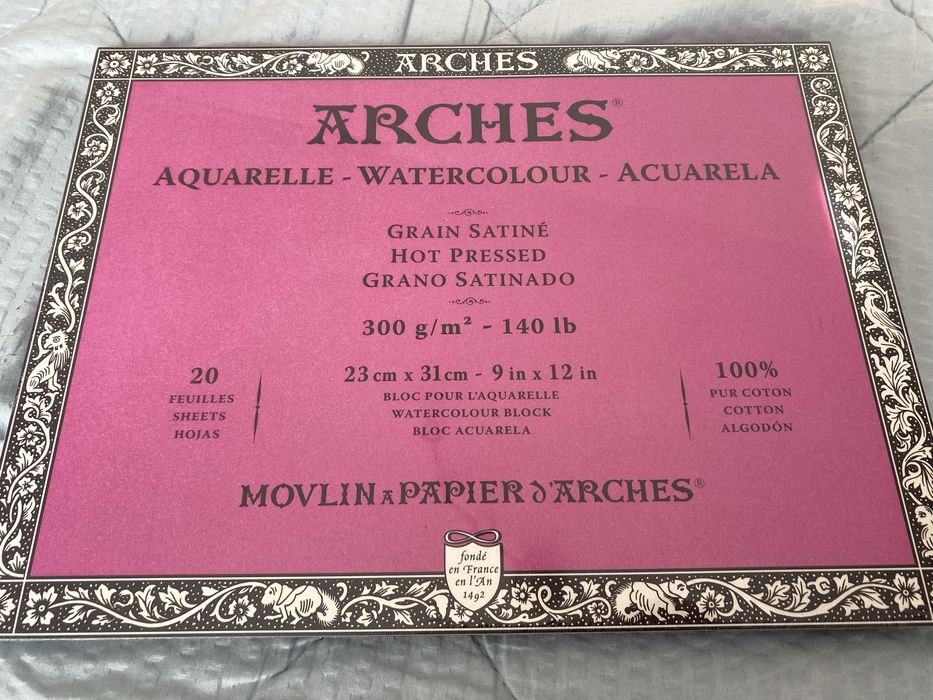 ARCHES
ARCHES®
AQUARELLE - WATERCOLOUR - ACUARELA
GRAIN SATINÉ
HOT PRESSED
GRANO SATINADO
300 g/m² - 140 lb
20
FEUILLES
SHEETS
HOJAS
23 cm x 31 cm - 9 in x 12 in
BLOC POUR L'AQUARELLE
WATERCOLOUR BLOCK
BLOC ACUARELA
100%
PUR COTON
COTTON
ALGODÓN
MOVLIN A PAPIER D'ARCHES®
fondé
en France
en l'An
1492